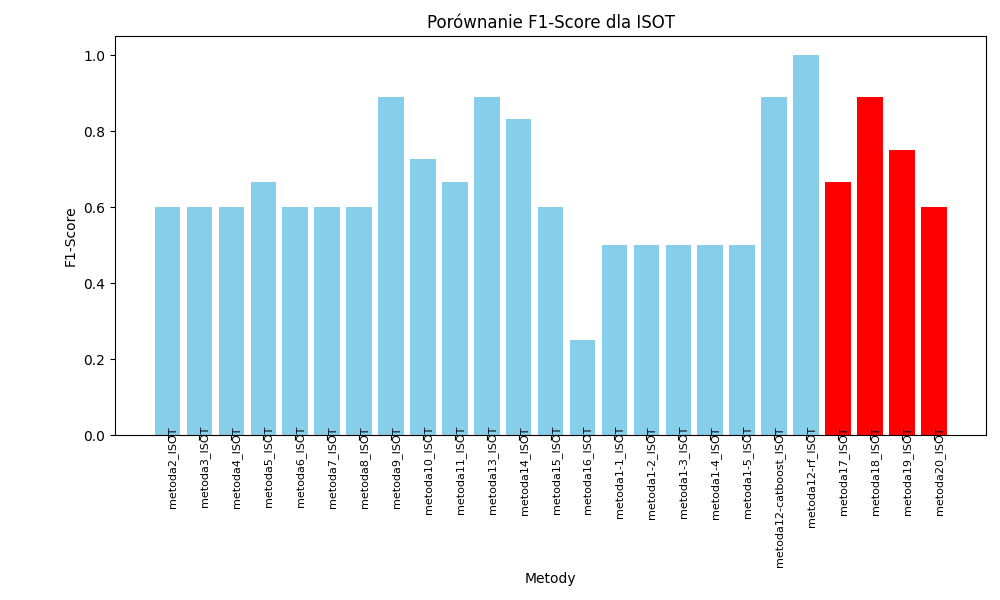 Porównanie F1-Score dla ISOT
F1-Score
1.0
0.8
0.6
0.4
0.2
0.0
metoda2_ISOT
metoda3_ISOT
metoda4_ISOT
metoda5_ISOT
metoda6_ISOT
metoda7_ISOT
metoda8_ISOT
metoda9_ISOT
metoda10_ISOT
metoda11_ISOT
metoda13_ISOT
metoda14_ISOT
metoda15_ISOT
metoda16_ISOT
metoda1-1_ISOT
metoda1-2_ISOT
metoda1-3_ISOT
metoda1-4_ISOT
metoda1-5_ISOT
metoda12-catboost_ISOT
metoda12-rf_ISOT
metoda17_ISOT
metoda18_ISOT
metoda19_ISOT
metoda20_ISOT
Metody